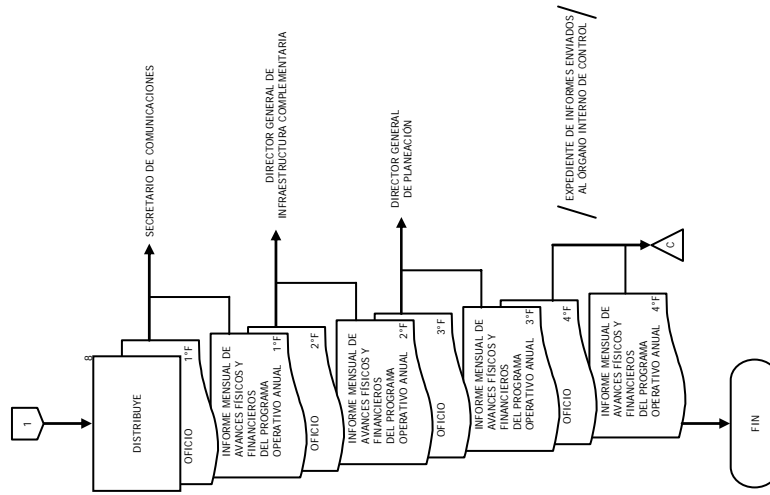 1
8
DISTRIBUYE
OFICIO
1°F
SECRETARIO DE COMUNICACIONES
INFORME MENSUAL DE
AVANCES FÍSICOS Y
FINANCIEROS
DEL PROGRAMA
OPERATIVO ANUAL 1°F
OFICIO
2°F
DIRECTOR GENERAL DE
INFRAESTRUCTURA COMPLEMENTARIA
INFORME MENSUAL DE
AVANCES FÍSICOS Y
FINANCIEROS
DEL PROGRAMA
OPERATIVO ANUAL 2°F
OFICIO
3°F
DIRECTOR GENERAL
DE PLANEACIÓN
INFORME MENSUAL DE
AVANCES FÍSICOS Y
FINANCIEROS
DEL PROGRAMA
OPERATIVO ANUAL 3°F
OFICIO
4°F
INFORME MENSUAL DE
AVANCES FÍSICOS Y
FINANCIEROS
DEL PROGRAMA
OPERATIVO ANUAL 4°F
EXPEDIENTE DE INFORMES ENVIADOS
AL ÓRGANO INTERNO DE CONTROL
C
FIN